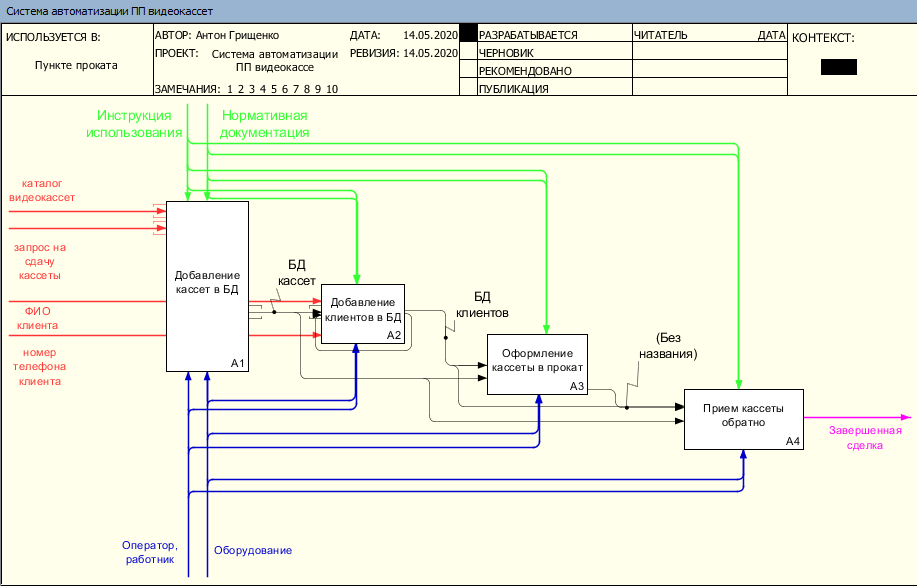 Система автоматизации ПП видеокассет
ИСПОЛЬЗУЕТСЯ В:
Пункте проката
АВТОР: Антон Грищенко
ДАТА: 14.05.2020
ПРОЕКТ: Система автоматизации
ПП видеокассе
РЕВИЗИЯ: 14.05.2020
ЗАМЕЧАНИЯ: 1 2 3 4 5 6 7 8 9 10
РАЗРАБАТЫВАЕТСЯ
ЧЕРНОВИК
РЕКОМЕНДОВАНО
ПУБЛИКАЦИЯ
ЧИТАТЕЛЬ
ДАТА
КОНТЕКСТ:
Инструкция
использования
Нормативная
документация
каталог
видеокассет
запрос на
сдачу
кассеты
ФИО
клиента
номер
телефона
клиента
Добавление
кассет в БД
A1
БД
кассет
Добавление
клиентов в БД
A2
БД
клиентов
Оформление
кассеты в прокат
A3
(Без
названия)
Прием кассеты
обратно
A4
Завершенная
сделка
Оператор,
работник
Оборудование